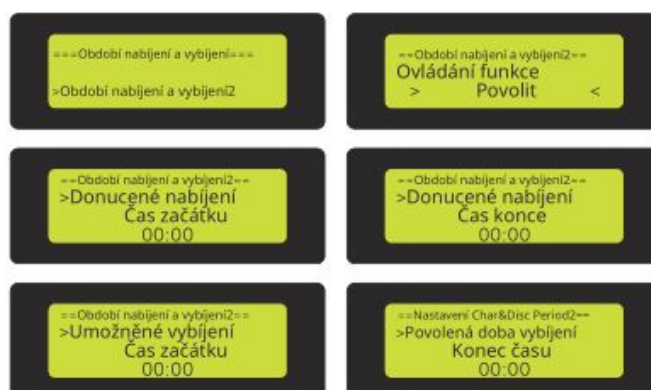 ===Období nabíjení a vybíjení===
>Období nabíjení a vybíjení2
==Období nabíjení a vybíjení2==
Ovládání funkce
> Povolit <
==Období nabíjení a vybíjení2==
>Donucené nabíjení
Čas začátku
00:00
==Období nabíjení a vybíjení2==
>Donucené nabíjení
Čas konce
00:00
==Období nabíjení a vybíjení2==
>Umožněné vybíjení
Čas začátku
00:00
==Nastavení Char&Disc Period2==
>Povolená doba vybíjení
Konec času
00:00